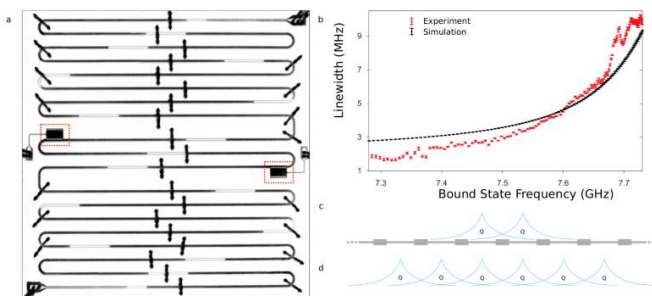 a
b
Experiment
Simulation
Linewidth (MHz)
9
7
5
3
1
7.3
7.4
7.5
7.6
7.7
Bound State Frequency (GHz)
c
Q Q
d
Q Q Q Q Q Q